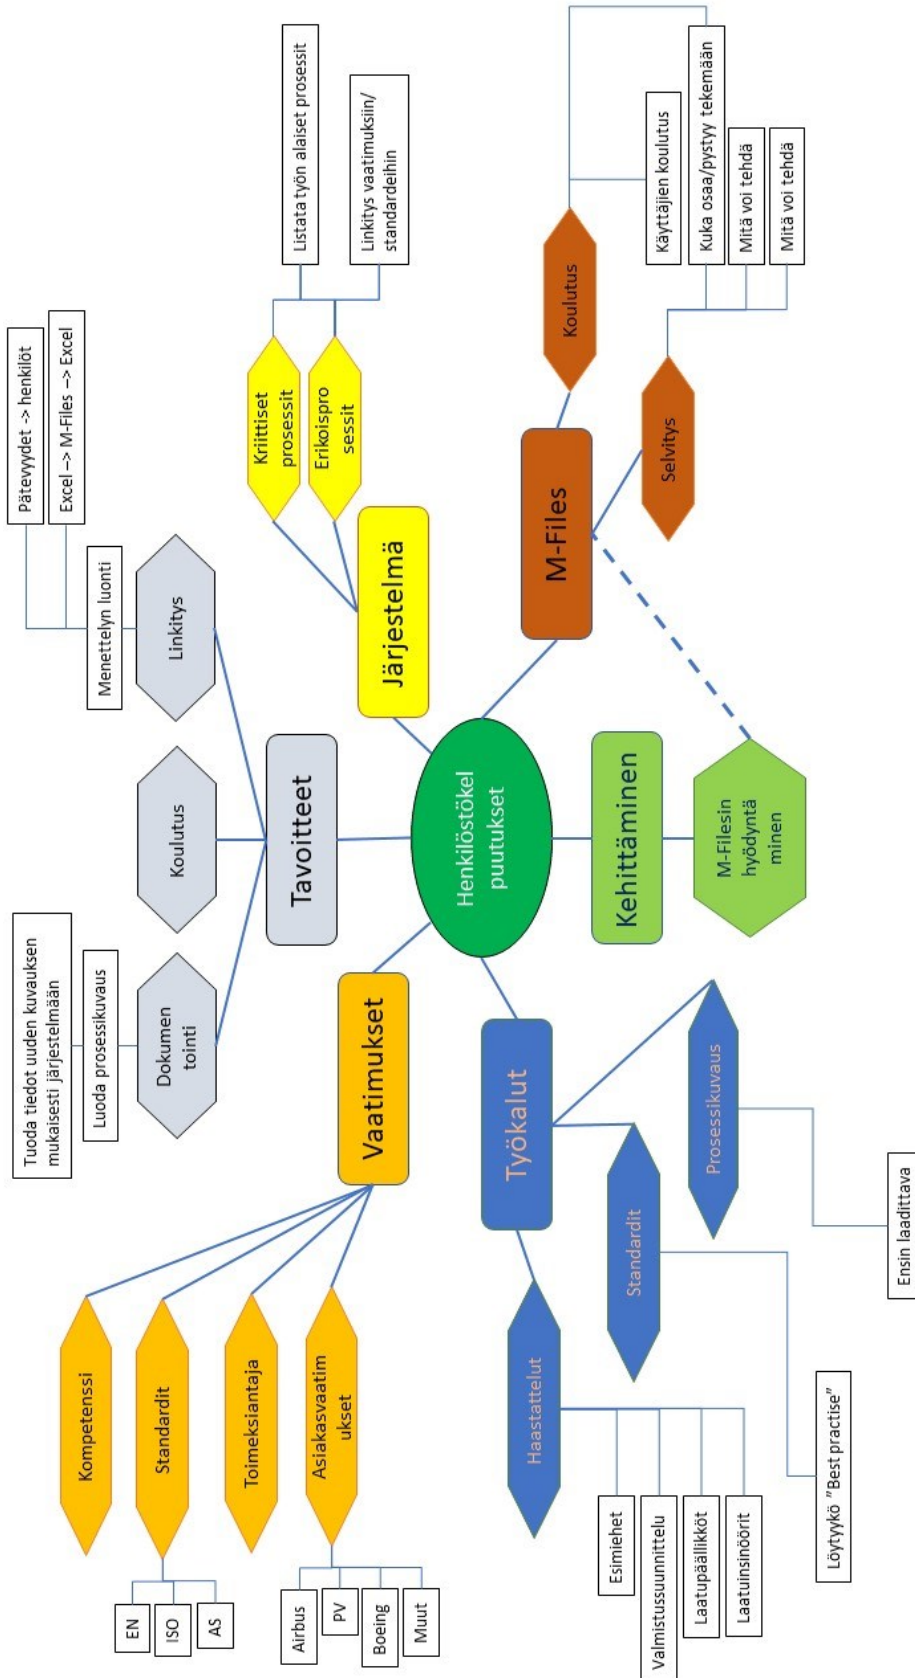 Pätevyydet -> henkilöt
Excel –> M-Files –> Excel
Menettelyn luonti
Linkitys
Koulutus
Tuoda tiedot uuden kuvauksen
mukaisesti järjestelmään
Luoda prosessikuvaus
Dokumen
tointi
Tavoitteet
Listata työn alaiset prosessit
Linkitys vaatimuksiin/
standardeihin
Kriittiset
prosessit
Erikoispro
sessit
Järjestelmä
Vaatimukset
Kompetenssi
Standardit
Toimeksiantaja
Asiakasvaatim
ukset
EN
ISO
AS
Airbus
PV
Boeing
Muut
Henkilöstökel
puutukset
M-Files
Koulutus
Selvitys
Käyttäjien koulutus
Kuka osaa/pystyy tekemään
Mitä voi tehdä
Mitä voi tehdä
Kehittäminen
M-Filesin
hyödyntä
minen
Työkalut
Haastattelut
Standardit
Prosessikuvaus
Esimiehet
Valmistussuunnittelu
Laatupäälliköt
Laatuinsinöörit
Löytyykö ”Best practise”
Ensin laadittava